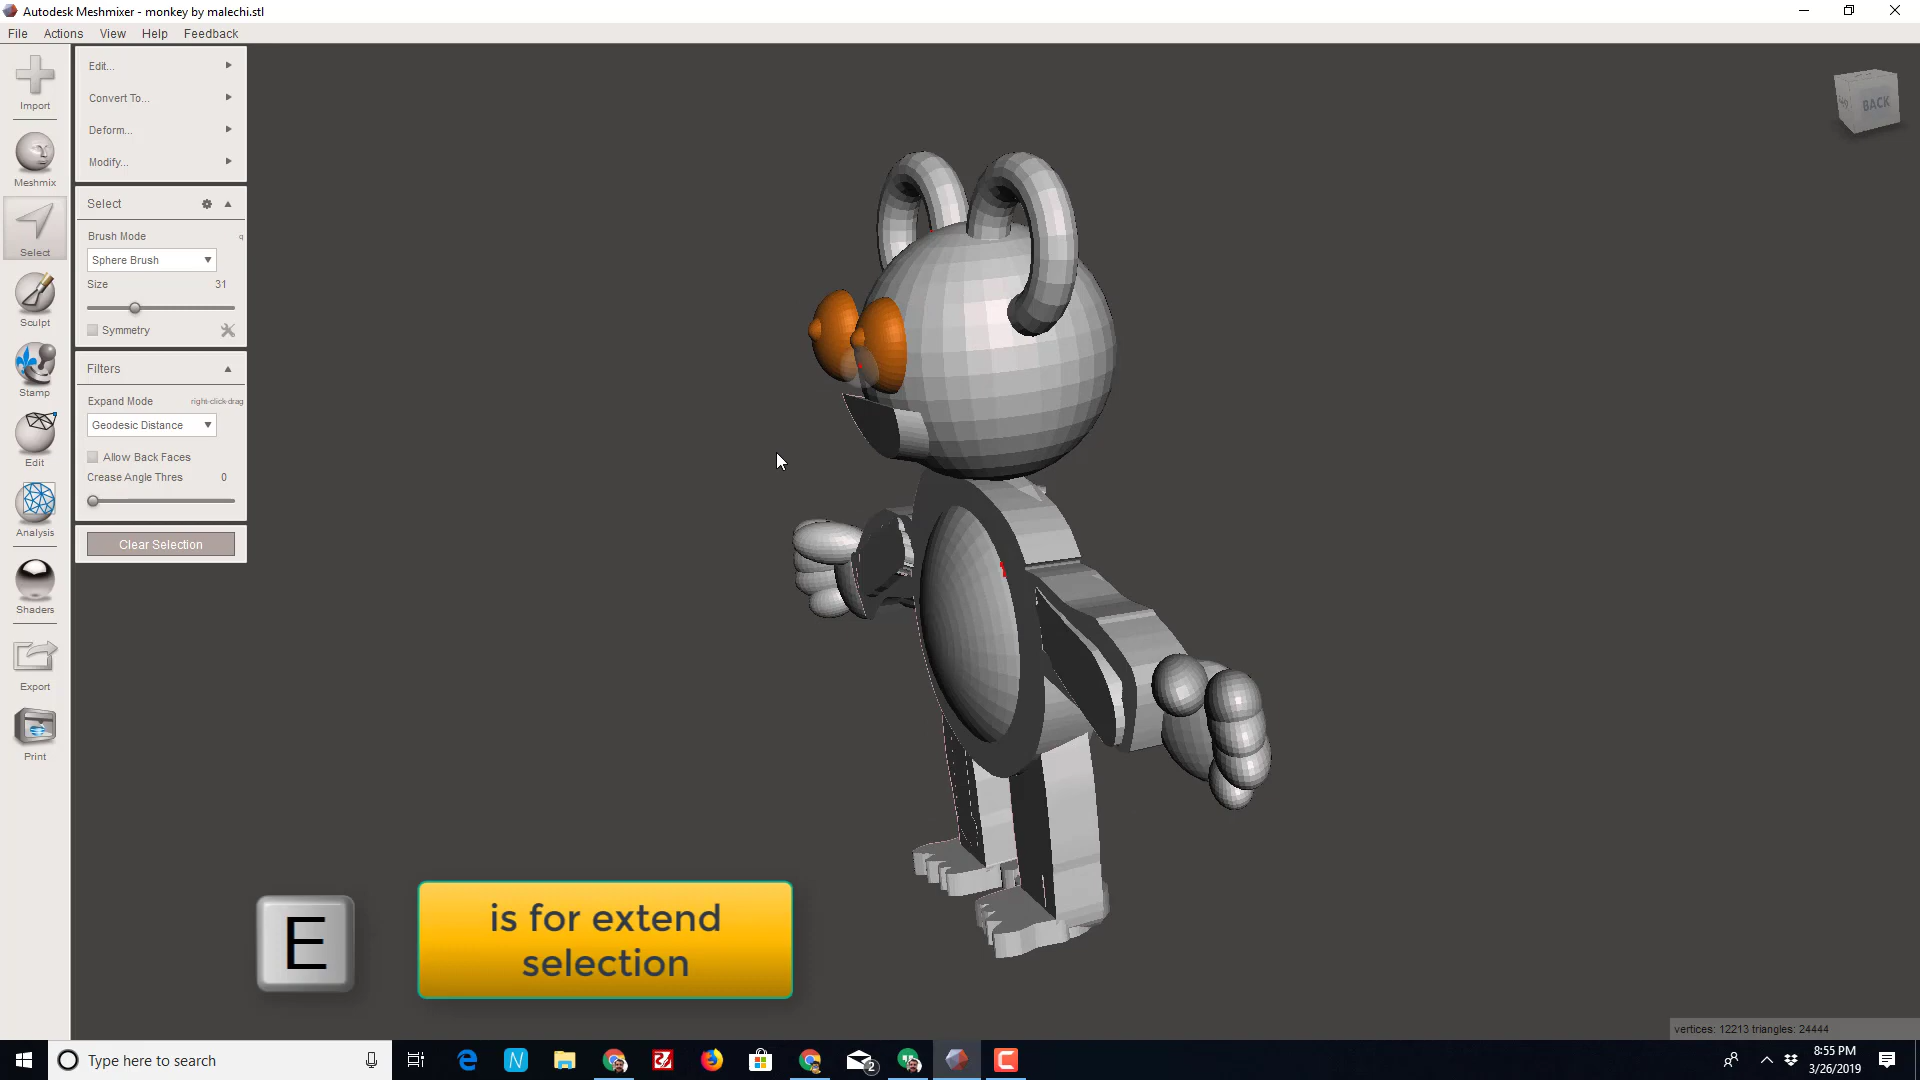 Autodesk Meshmixer - monkey by malechi.stl
File Actions View Help Feedback
Import
Meshmix
Select
Sculpt
Stamp
Edit
Analysis
Shaders
Export
Print
Edit...
Convert To...
Deform...
Modify...
Select
Brush Mode q
Sphere Brush
Size 31
Symmetry
Filters
Expand Mode right-click-drag
Geodesic Distance
Allow Back Faces
Crease Angle Thres 0
Clear Selection
BACK
E
is for extend
selection
vertices: 12213 triangles: 24444
Type here to search
2
8:55 PM
3/26/2019